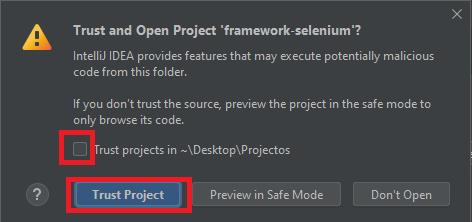 Trust and Open Project 'framework-selenium'?
IntelliJ IDEA provides features that may execute potentially malicious
code from this folder.
If you don't trust the source, preview the project in the safe mode to
only browse its code.
Trust projects in ~\Desktop\Projectos
? Trust Project Preview in Safe Mode Don't Open